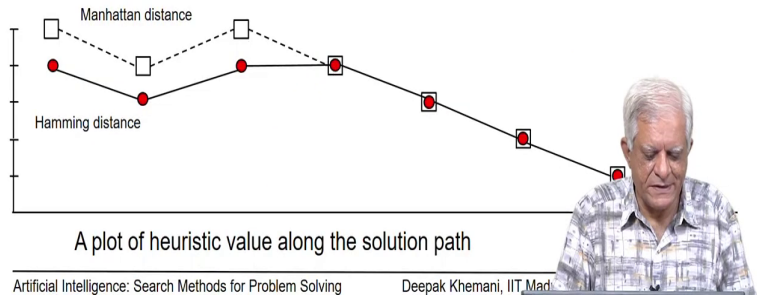 Manhattan distance
Hamming distance
A plot of heuristic value along the solution path
Artificial Intelligence: Search Methods for Problem Solving
Deepak Khemani, IIT